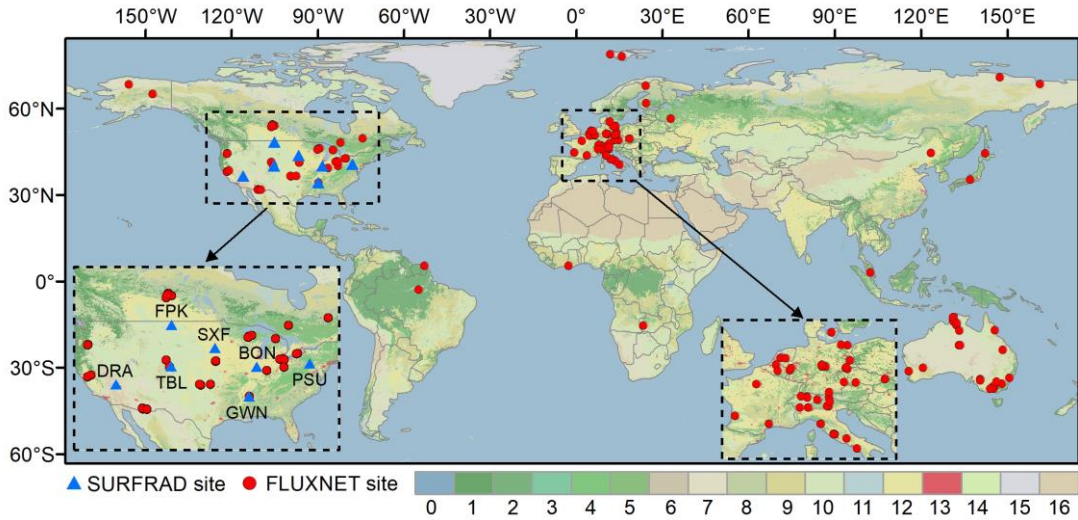 150°W 120°W 90°W 60°W 30°W 0° 30°E 60°E 90°E 120°E 150°E
60°N
30°N
0°
30°S
60°S
FPK
SXF
BON
DRA
TBL
PSU
GWN
SURFRAD site FLUXNET site
0 1 2 3 4 5 6 7 8 9 10 11 12 13 14 15 16